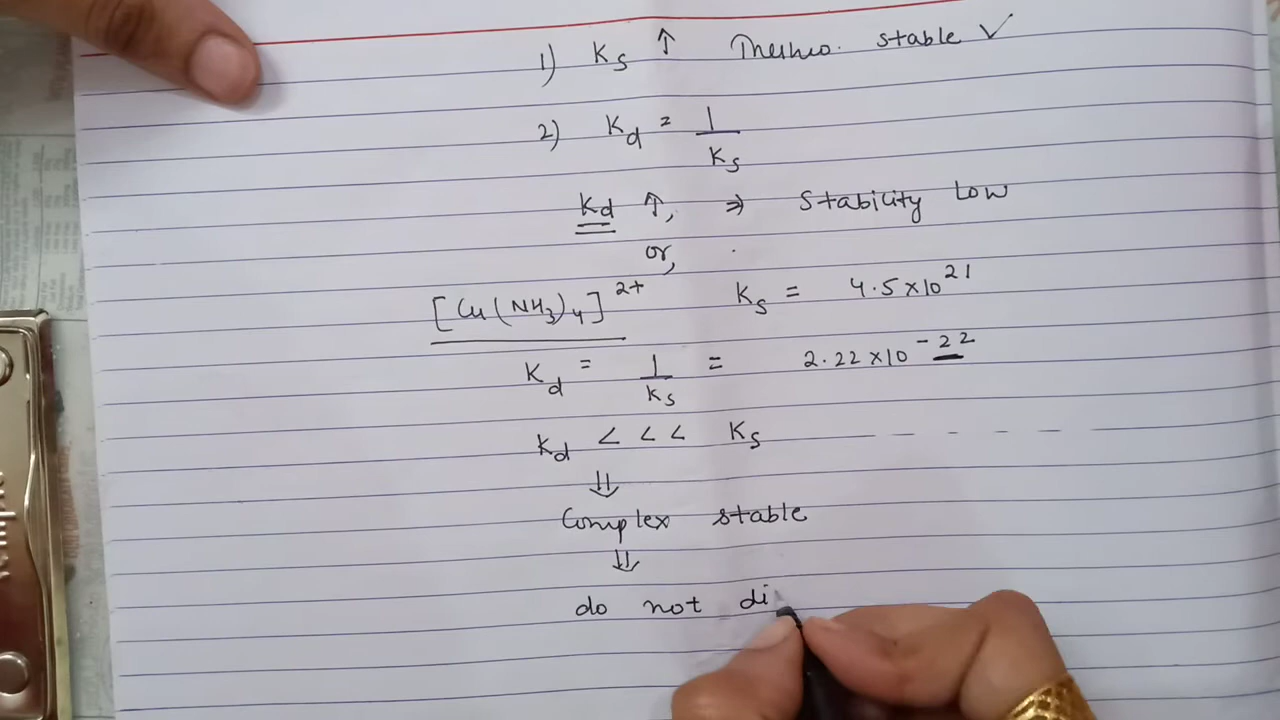 1) Ks ↑ Thermo. stable ✓
2) Kd = 1/Ks
Kd ↑, ⇒ Stability Low
or,
[Cu(NH3)4]2+ Ks = 4.5×10^21
Kd = 1/Ks = 2.22×10^-22
Kd < < < Ks - - - - -
⇓
Complex stable
⇓
do not di